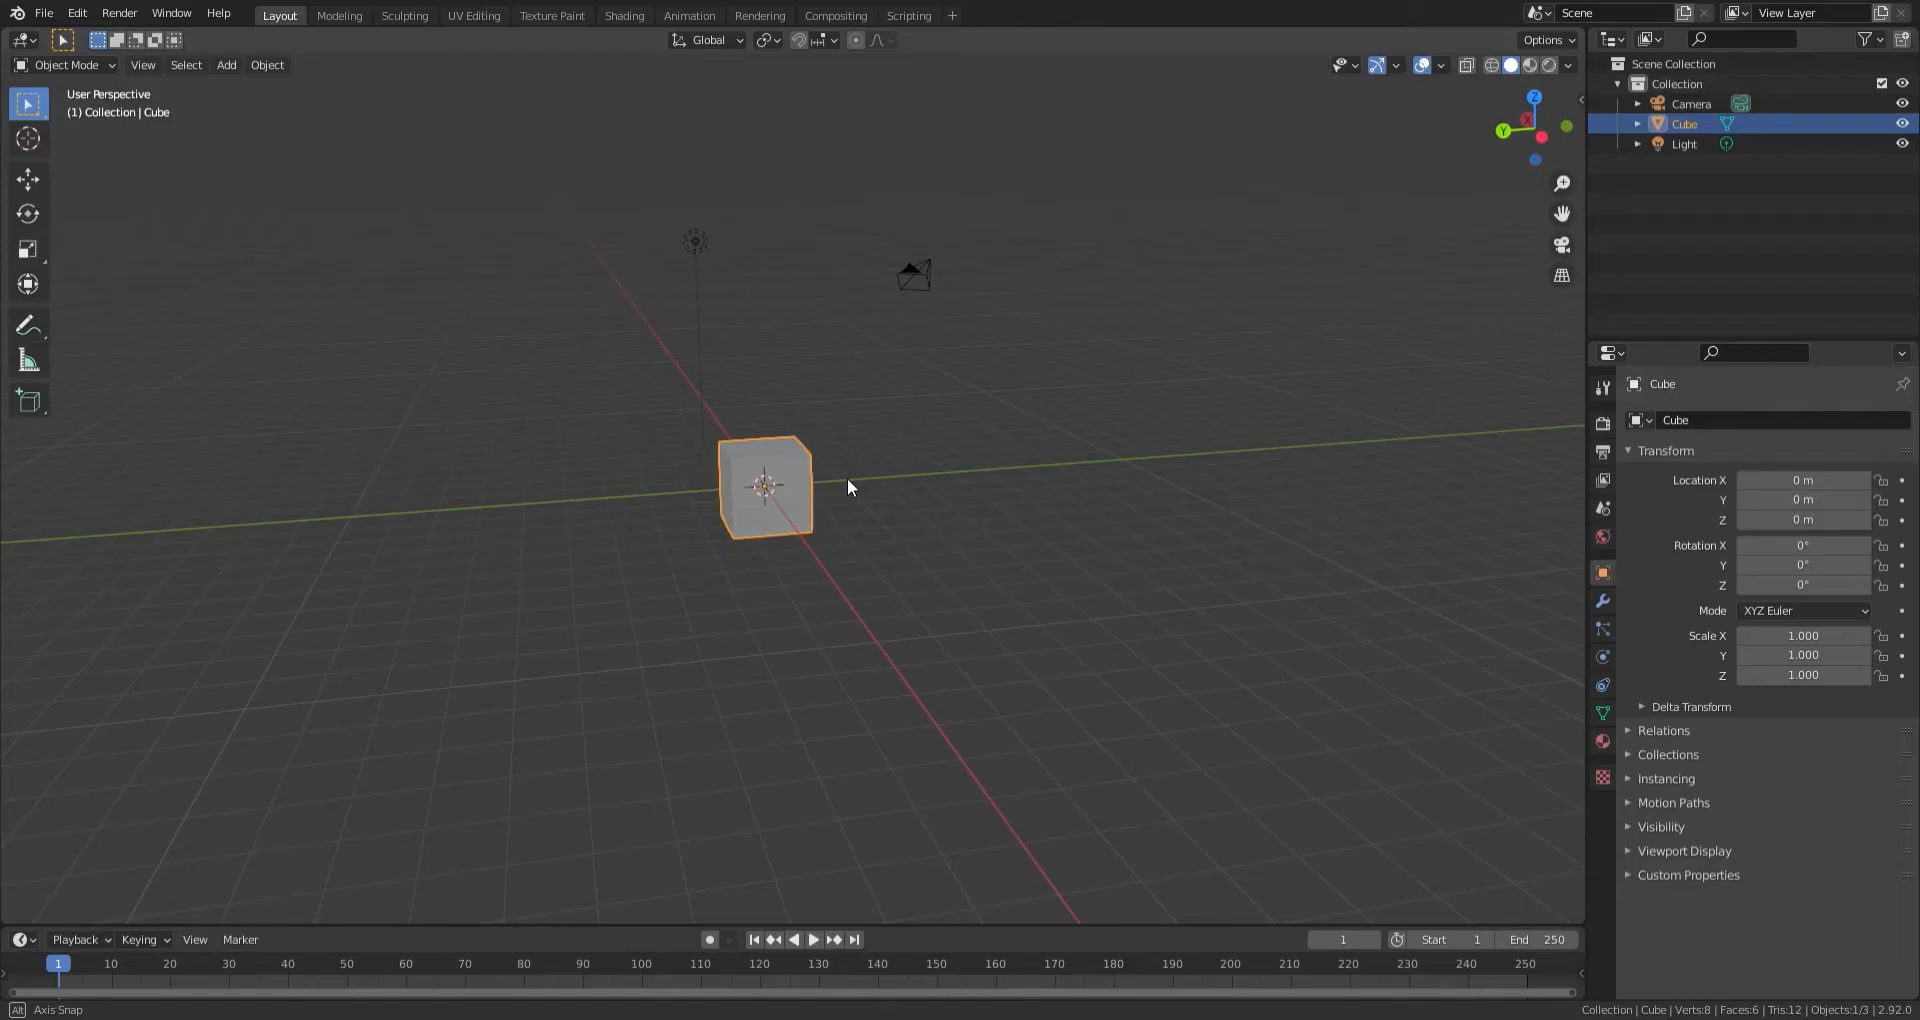 File Edit Render Window Help Layout Modeling Sculpting UV Editing Texture Paint Shading Animation Rendering Compositing Scripting + Scene View Layer
Global Options
Object Mode View Select Add Object
User Perspective
(1) Collection | Cube
Z
Y
X
Scene Collection
Collection
Camera
Cube
Light
Cube
Cube
Transform
Location X 0 m
Y 0 m
Z 0 m
Rotation X 0°
Y 0°
Z 0°
Mode XYZ Euler
Scale X 1.000
Y 1.000
Z 1.000
Delta Transform
Relations
Collections
Instancing
Motion Paths
Visibility
Viewport Display
Custom Properties
Playback Keying View Marker 1 Start 1 End 250
1 10 20 30 40 50 60 70 80 90 100 110 120 130 140 150 160 170 180 190 200 210 220 230 240 250
Alt Axis Snap
Collection | Cube | Verts:8 | Faces:6 | Tris:12 | Objects:1/3 | 2.92.0